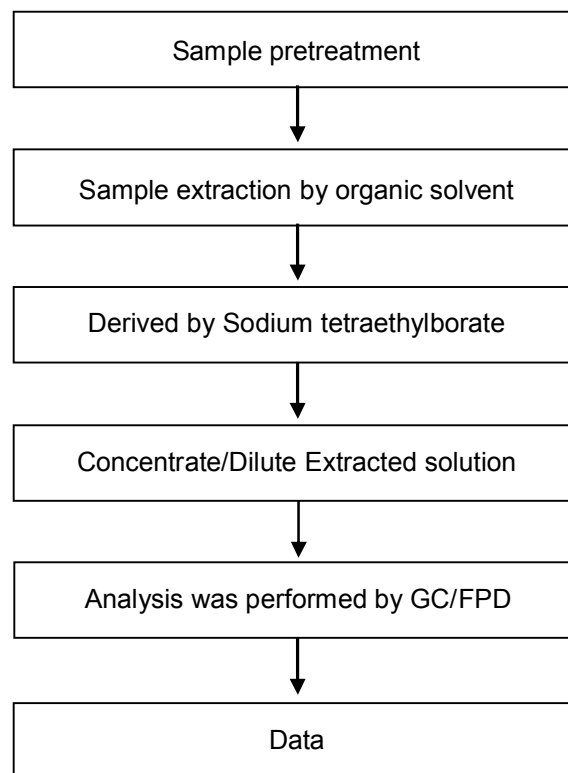 Sample pretreatment
Sample extraction by organic solvent
Derived by Sodium tetraethylborate
Concentrate/Dilute Extracted solution
Analysis was performed by GC/FPD
Data